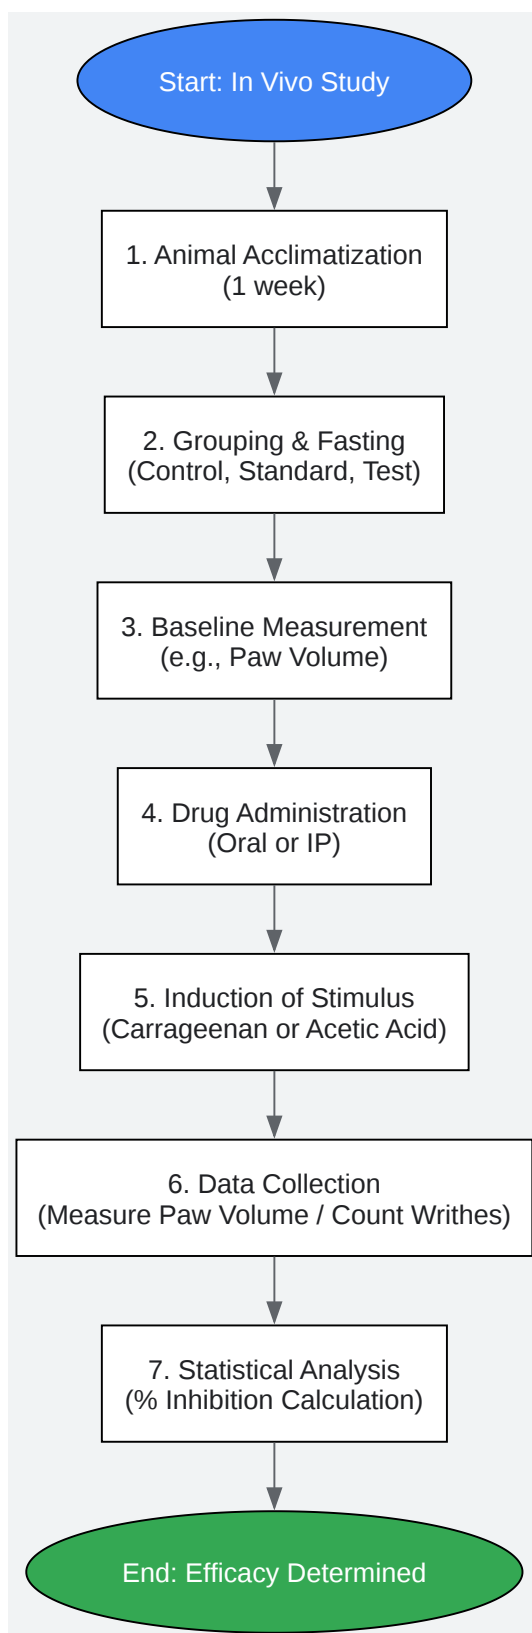 Start: In Vivo Study
1. Animal Acclimatization
(1 week)
2. Grouping & Fasting
(Control, Standard, Test)
3. Baseline Measurement
(e.g., Paw Volume)
4. Drug Administration
(Oral or IP)
5. Induction of Stimulus
(Carrageenan or Acetic Acid)
6. Data Collection
(Measure Paw Volume / Count Writhes)
7. Statistical Analysis
(% Inhibition Calculation)
End: Efficacy Determined